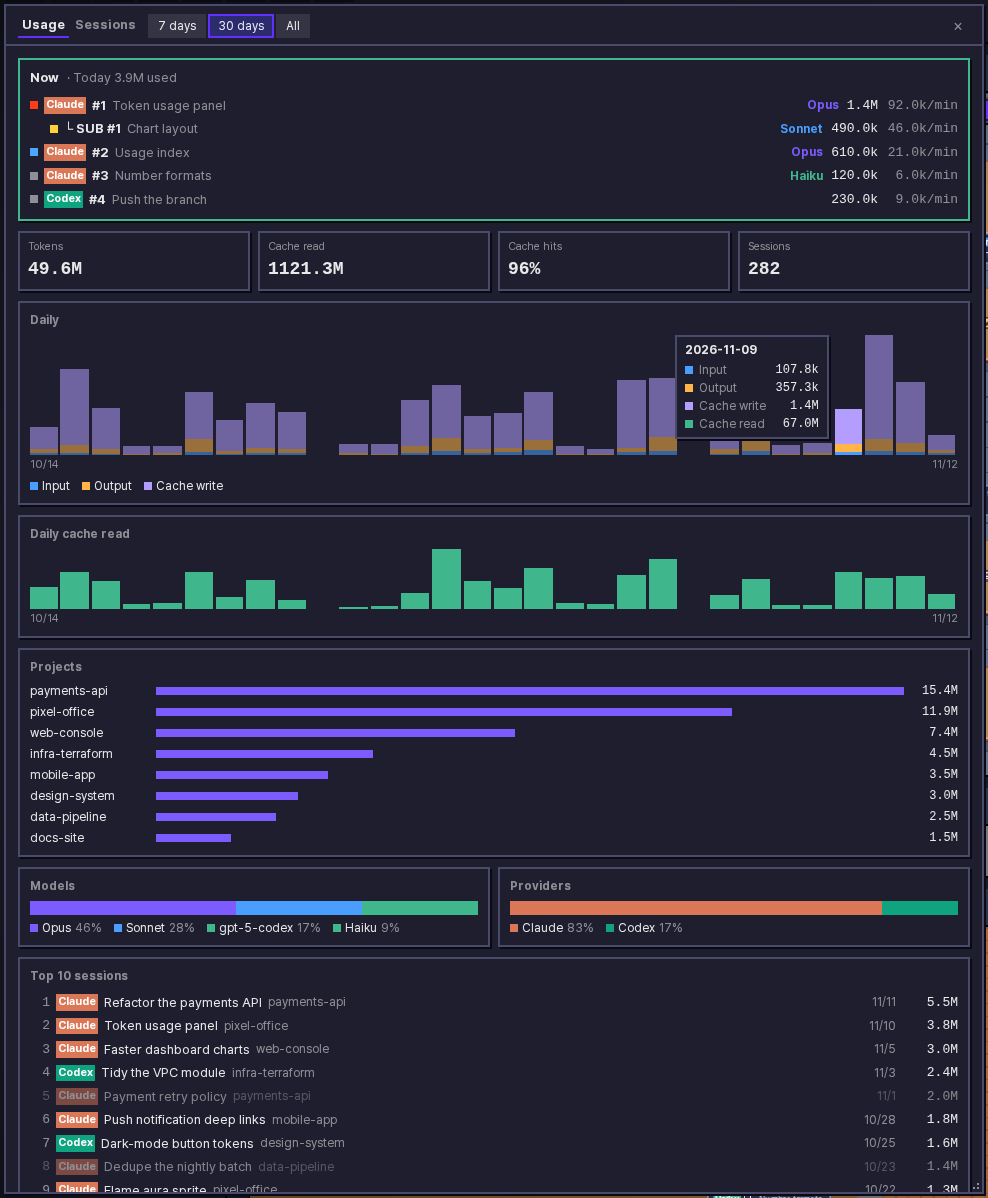 Usage Sessions 7 days 30 days All ×
Now · Today 3.9M used
Claude #1 Token usage panel Opus 1.4M 92.0k/min
└ SUB #1 Chart layout Sonnet 490.0k 46.0k/min
Claude #2 Usage index Opus 610.0k 21.0k/min
Claude #3 Number formats Haiku 120.0k 6.0k/min
Codex #4 Push the branch 230.0k 9.0k/min
Tokens Cache read Cache hits Sessions
49.6M 1121.3M 96% 282
Daily
2026-11-09
Input 107.8k
Output 357.3k
Cache write 1.4M
Cache read 67.0M
10/14 11/12
Input Output Cache write
Daily cache read
10/14 11/12
Projects
payments-api 15.4M
pixel-office 11.9M
web-console 7.4M
infra-terraform 4.5M
mobile-app 3.5M
design-system 3.0M
data-pipeline 2.5M
docs-site 1.5M
Models Providers
Opus 46% Sonnet 28% gpt-5-codex 17% Haiku 9% Claude 83% Codex 17%
Top 10 sessions
1 Claude Refactor the payments API payments-api 11/11 5.5M
2 Claude Token usage panel pixel-office 11/10 3.8M
3 Claude Faster dashboard charts web-console 11/5 3.0M
4 Codex Tidy the VPC module infra-terraform 11/3 2.4M
5 Claude Payment retry policy payments-api 11/1 2.0M
6 Claude Push notification deep links mobile-app 10/28 1.8M
7 Codex Dark-mode button tokens design-system 10/25 1.6M
8 Claude Dedupe the nightly batch data-pipeline 10/23 1.4M
9 Claude Flame aura sprite pixel-office 10/22 1.3M